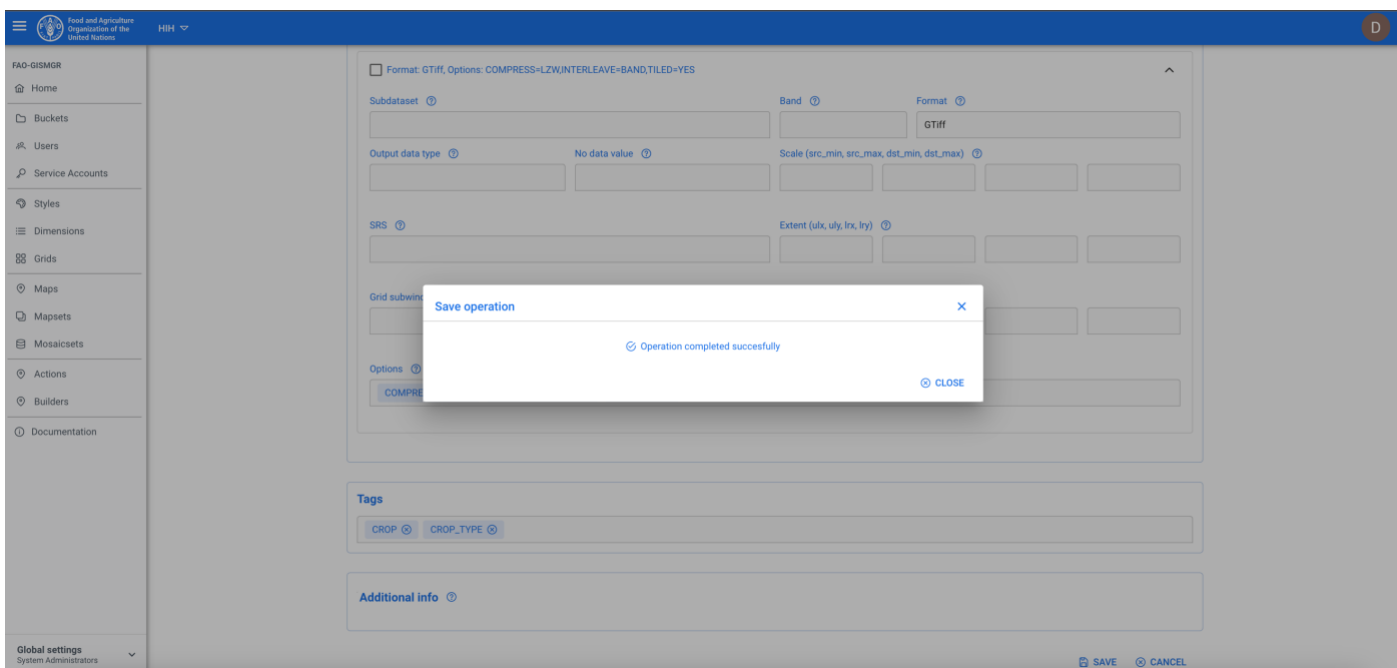 Food and Agriculture
Organization of the
United Nations
HIH
D
FAO-GISMGR
Home
Buckets
Users
Service Accounts
Styles
Dimensions
Grids
Maps
Mapsets
Mosaicsets
Actions
Builders
Documentation
Global settings
System Administrators
Format: GTiff, Options: COMPRESS=LZW,INTERLEAVE=BAND,TILED=YES
Subdataset
Band
Format
GTiff
Output data type
No data value
Scale (src_min, src_max, dst_min, dst_max)
SRS
Extent (ulx, uly, lrx, lry)
Grid subwind
Save operation
Operation completed succesfully
CLOSE
Options
COMPRE
Tags
CROP
CROP_TYPE
Additional info
SAVE
CANCEL